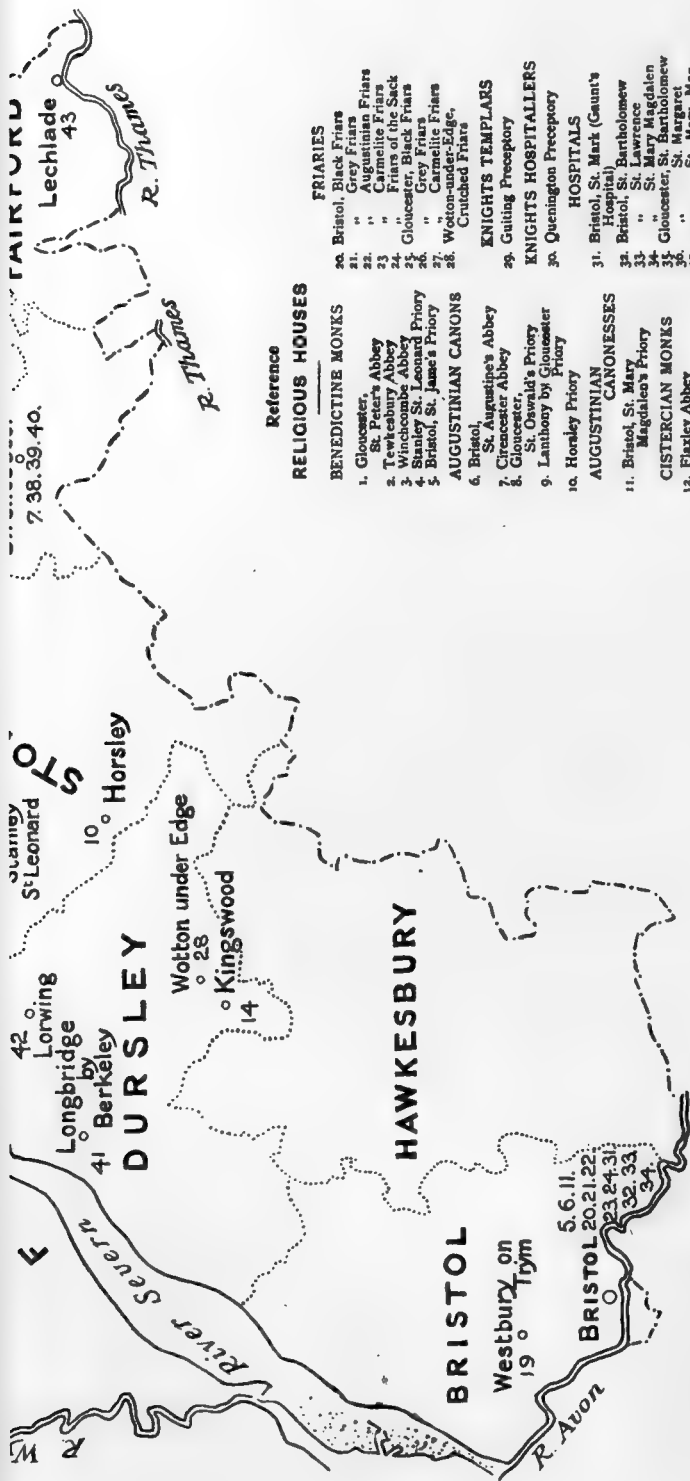 FAIRFORD
Lechlade
43
R. Thames
R. Thames
7. 38. 39. 40.
St Leonard
10 Horsley
42
Lorwing
Longbridge
by
41 Berkeley
DURSLEY
Wotton under Edge
28
Kingswood
14
River Severn
R W
HAWKESBURY
BRISTOL
Westbury on
19 Trym
5. 6. 11.
BRISTOL 20. 21. 22.
23. 24. 31.
32. 33.
34.
R. Avon
Reference
RELIGIOUS HOUSES
BENEDICTINE MONKS
1. Gloucester,
St. Peter's Abbey
2. Tewkesbury Abbey
3. Winchcombe Abbey
4. Stanley St. Leonard Priory
5. Bristol, St. Jame's Priory
AUGUSTINIAN CANONS
6. Bristol,
St. Augustine's Abbey
7. Cirencester Abbey
8. Gloucester,
St. Oswald's Priory
9. Lanthony by Gloucester
Priory
10. Horsley Priory
AUGUSTINIAN
CANONESSES
11. Bristol, St. Mary
Magdalen's Priory
CISTERCIAN MONKS
12. Flaxley Abbey
FRIARIES
20. Bristol, Black Friars
21. " Grey Friars
22. " Augustinian Friars
23 " Carmelite Friars
24. " Friars of the Sack
25. Gloucester, Black Friars
26. " Grey Friars
27. " Carmelite Friars
28. Wotton-under-Edge,
Crutched Friars
KNIGHTS TEMPLARS
29. Guiting Preceptory
KNIGHTS HOSPITALLERS
30. Quenington Preceptory
HOSPITALS
31. Bristol, St. Mark (Gaunt's
Hospital)
32. Bristol, St. Bartholomew
33 " St. Lawrence
34 " St. Mary Magdalen
35. Gloucester, St. Bartholomew
36. " St. Margaret